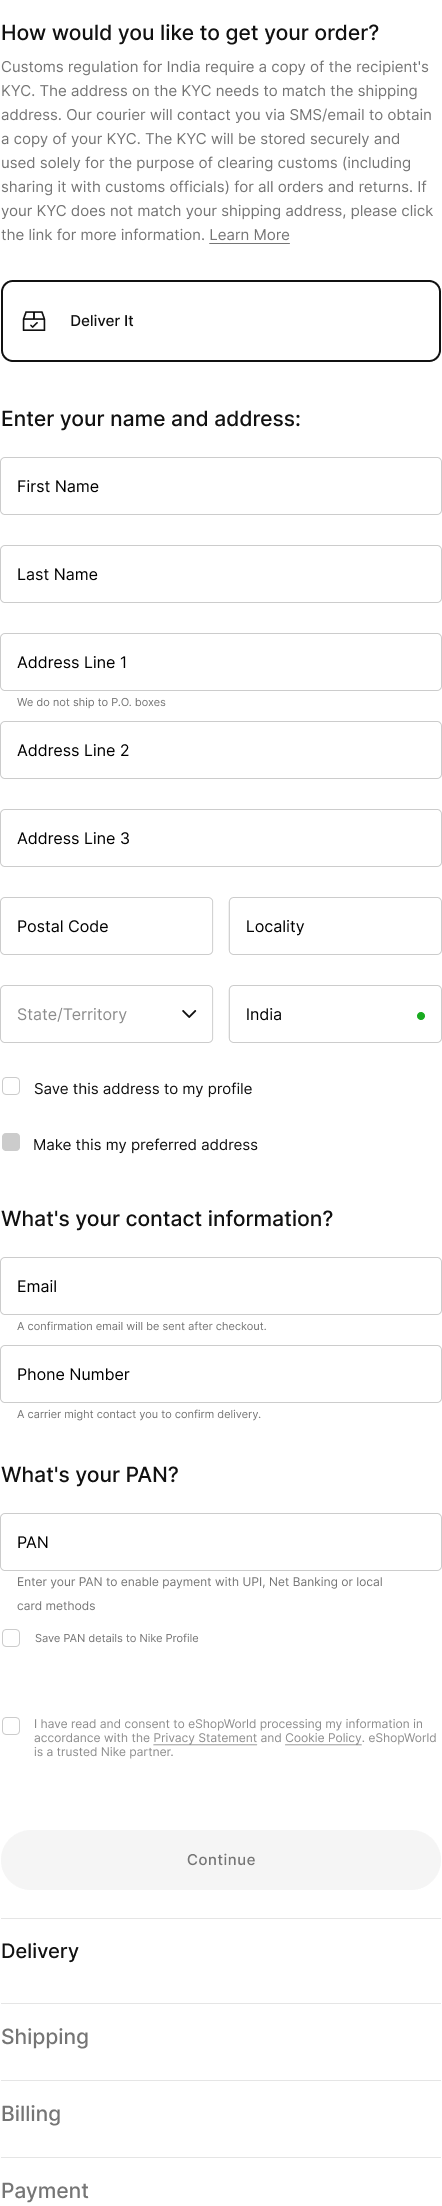 How would you like to get your order?
Customs regulation for India require a copy of the recipient's
KYC. The address on the KYC needs to match the shipping
address. Our courier will contact you via SMS/email to obtain
a copy of your KYC. The KYC will be stored securely and
used solely for the purpose of clearing customs (including
sharing it with customs officials) for all orders and returns. If
your KYC does not match your shipping address, please click
the link for more information. Learn More
Deliver It
Enter your name and address:
First Name
Last Name
Address Line 1
We do not ship to P.O. boxes
Address Line 2
Address Line 3
Postal Code
Locality
State/Territory
India
Save this address to my profile
Make this my preferred address
What's your contact information?
Email
A confirmation email will be sent after checkout.
Phone Number
A carrier might contact you to confirm delivery.
What's your PAN?
PAN
Enter your PAN to enable payment with UPI, Net Banking or local
card methods
Save PAN details to Nike Profile
I have read and consent to eShopWorld processing my information in
accordance with the Privacy Statement and Cookie Policy. eShopWorld
is a trusted Nike partner.
Continue
Delivery
Shipping
Billing
Payment